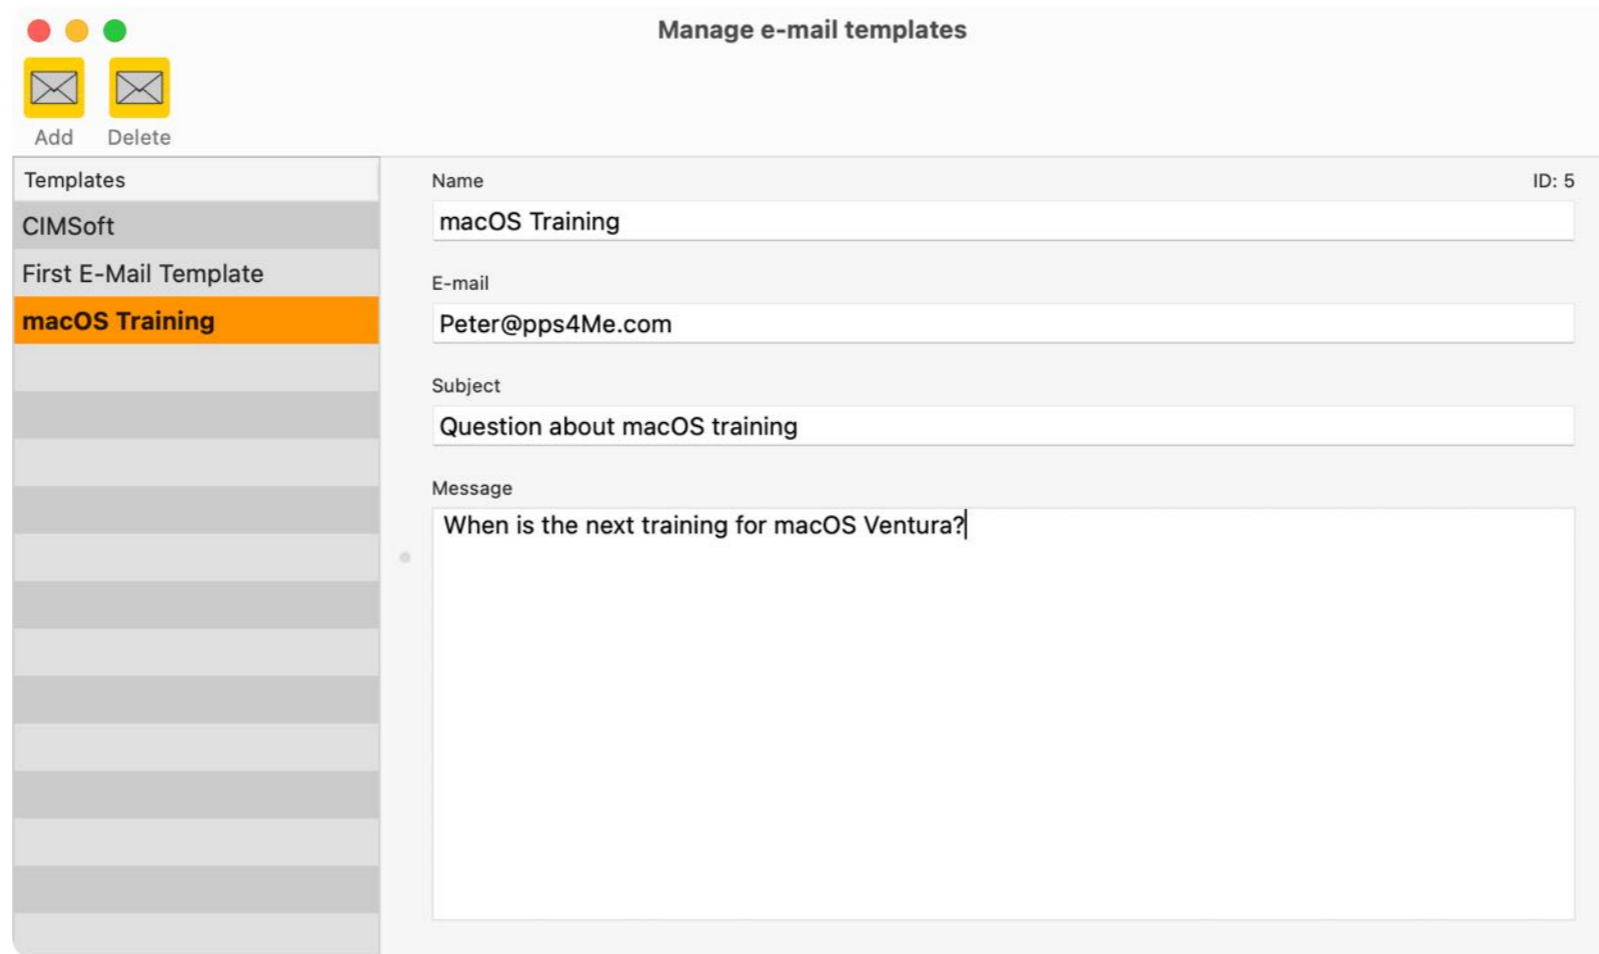 Manage e-mail templates
Add Delete
Templates
CIMSoft
First E-Mail Template
macOS Training
Name ID: 5
macOS Training
E-mail
Peter@pps4Me.com
Subject
Question about macOS training
Message
When is the next training for macOS Ventura?